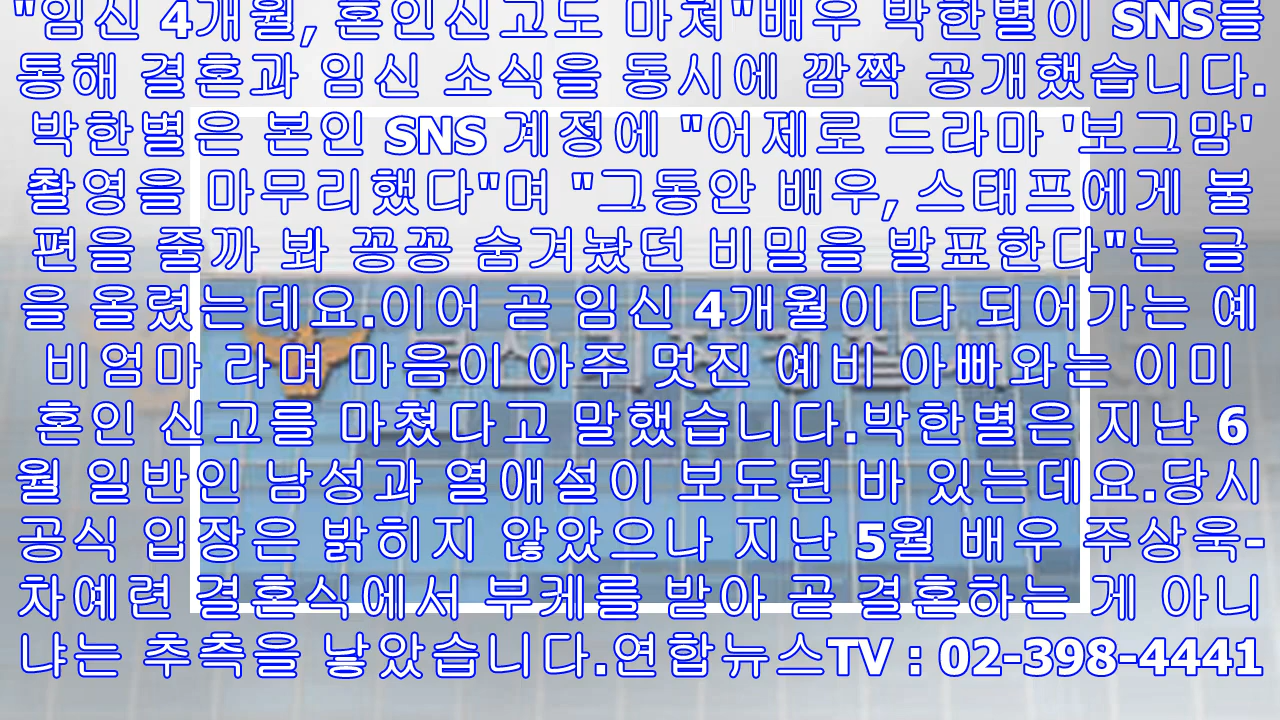 "임신 4개월, 혼인신고도 마쳐"배우 박한별이 SNS를
통해 결혼과 임신 소식을 동시에 깜짝 공개했습니다.
박한별은 본인 SNS 계정에 "어제로 드라마 '보그맘'
촬영을 마무리했다"며 "그동안 배우, 스태프에게 불
편을 줄까 봐 꽁꽁 숨겨놨던 비밀을 발표한다"는 글
을 올렸는데요.이어 곧 임신 4개월이 다 되어가는 예
비엄마 라며 마음이 아주 멋진 예비 아빠와는 이미
혼인 신고를 마쳤다고 말했습니다.박한별은 지난 6
월 일반인 남성과 열애설이 보도된 바 있는데요.당시
공식 입장은 밝히지 않았으나 지난 5월 배우 주상욱-
차예련 결혼식에서 부케를 받아 곧 결혼하는 게 아니
냐는 추측을 낳았습니다.연합뉴스TV : 02-398-4441